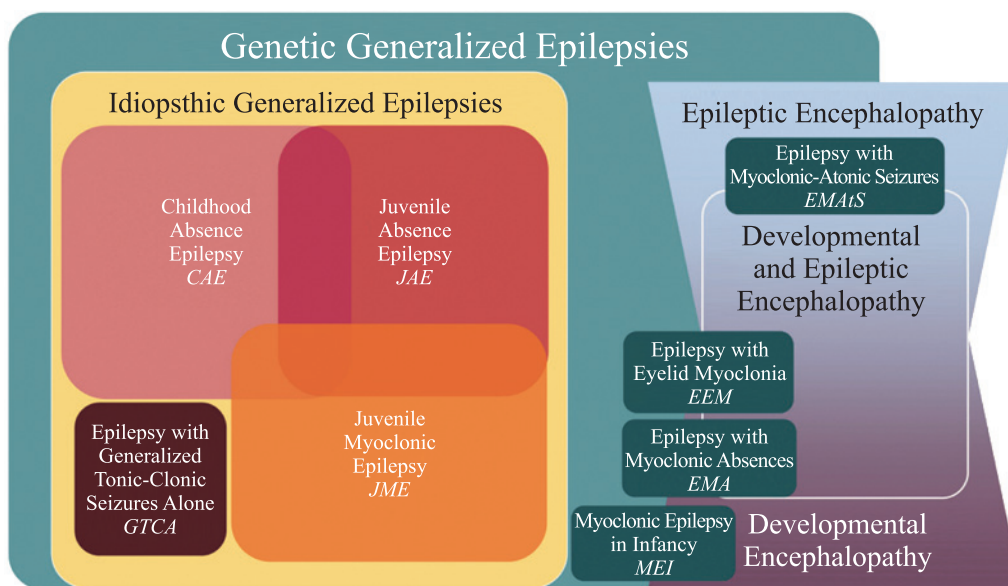 Genetic Generalized Epilepsies
Idiopsthic Generalized Epilepsies
Childhood
Absence
Epilepsy
CAE
Juvenile
Absence
Epilepsy
JAE
Epilepsy with
Generalized
Tonic-Clonic
Seizures Alone
GTCA
Juvenile
Myoclonic
Epilepsy
JME
Epileptic Encephalopathy
Epilepsy with
Myoclonic-Atonic Seizures
EMAtS
Developmental
and Epileptic
Encephalopathy
Epilepsy with
Eyelid Myoclonia
EEM
Epilepsy with
Myoclonic Absences
EMA
Myoclonic Epilepsy
in Infancy
MEI
Developmental
Encephalopathy